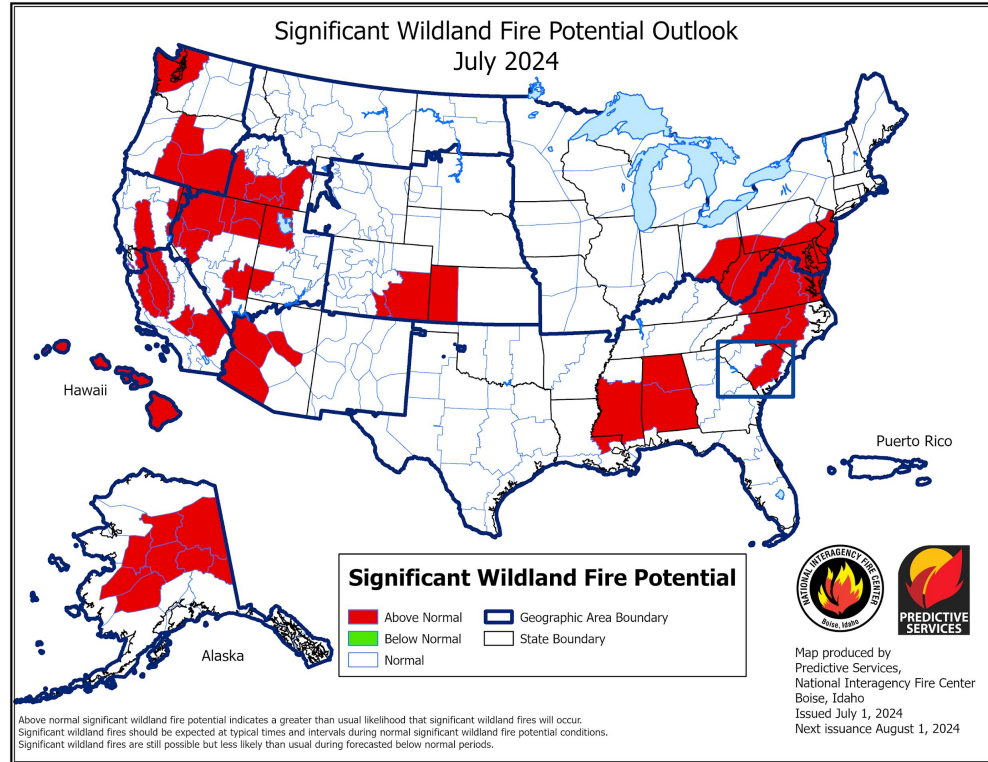 Significant Wildland Fire Potential Outlook
July 2024
Hawaii
Puerto Rico
Alaska
Significant Wildland Fire Potential
Above Normal
Below Normal
Normal
Geographic Area Boundary
State Boundary
NATIONAL INTERAGENCY FIRE CENTER
Boise, Idaho
PREDICTIVE
SERVICES
Map produced by
Predictive Services,
National Interagency Fire Center
Boise, Idaho
Issued July 1, 2024
Next issuance August 1, 2024
Above normal significant wildland fire potential indicates a greater than usual likelihood that significant wildland fires will occur.
Significant wildland fires should be expected at typical times and intervals during normal significant wildland fire potential conditions.
Significant wildland fires are still possible but less likely than usual during forecasted below normal periods.